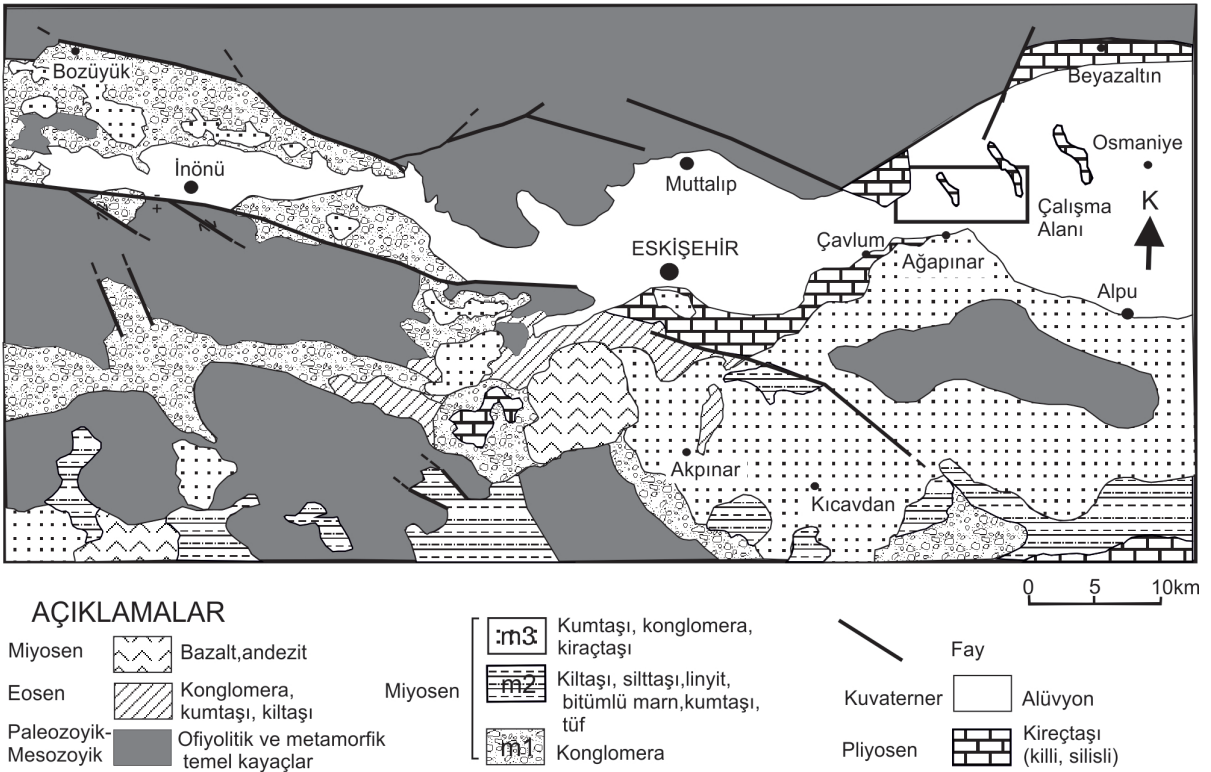 Bozüyük
Beyazaltın
Osmaniye
İnönü
Muttalıp
K
Çalışma
Alanı
Çavlum
ESKİŞEHİR
Ağapınar
Alpu
Akpınar
Kıcavdan
0 5 10km
AÇIKLAMALAR
Miyosen
Bazalt,andezit
Eosen
Konglomera,
kumtaşı, kiltaşı
Paleozoyik-
Mesozoyik
Ofiyolitik ve metamorfik
temel kayaçlar
Miyosen
m3
Kumtaşı, konglomera,
kiraçtaşı
m2
Kiltaşı, silttaşı,linyit,
bitümlü marn,kumtaşı,
tüf
m1
Konglomera
Fay
Kuvaterner
Alüvyon
Pliyosen
Kireçtaşı
(killi, silisli)